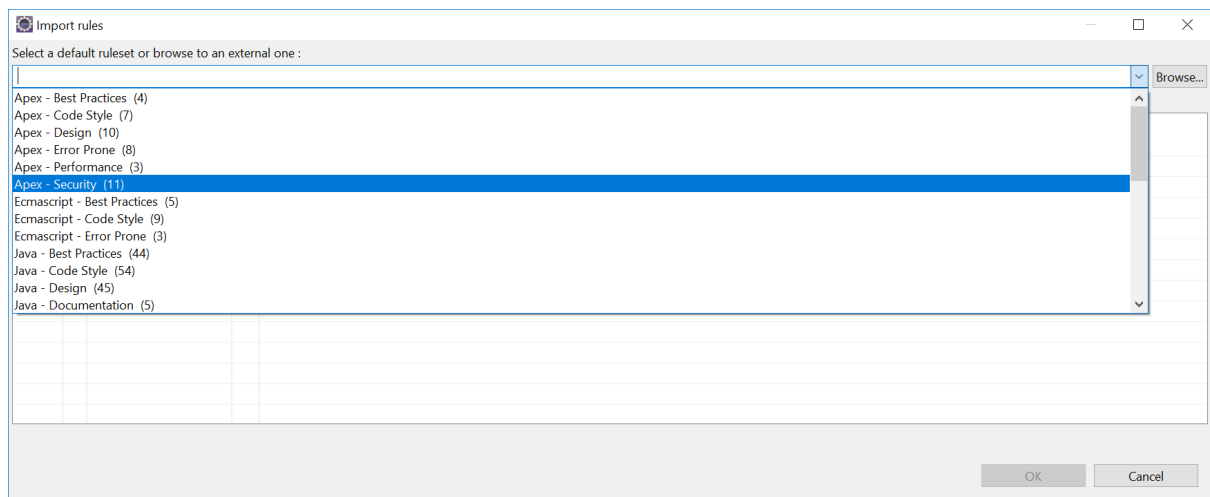 Import rules
Select a default ruleset or browse to an external one :
Browse...
Apex - Best Practices (4)
Apex - Code Style (7)
Apex - Design (10)
Apex - Error Prone (8)
Apex - Performance (3)
Apex - Security (11)
Ecmascript - Best Practices (5)
Ecmascript - Code Style (9)
Ecmascript - Error Prone (3)
Java - Best Practices (44)
Java - Code Style (54)
Java - Design (45)
Java - Documentation (5)
OK Cancel